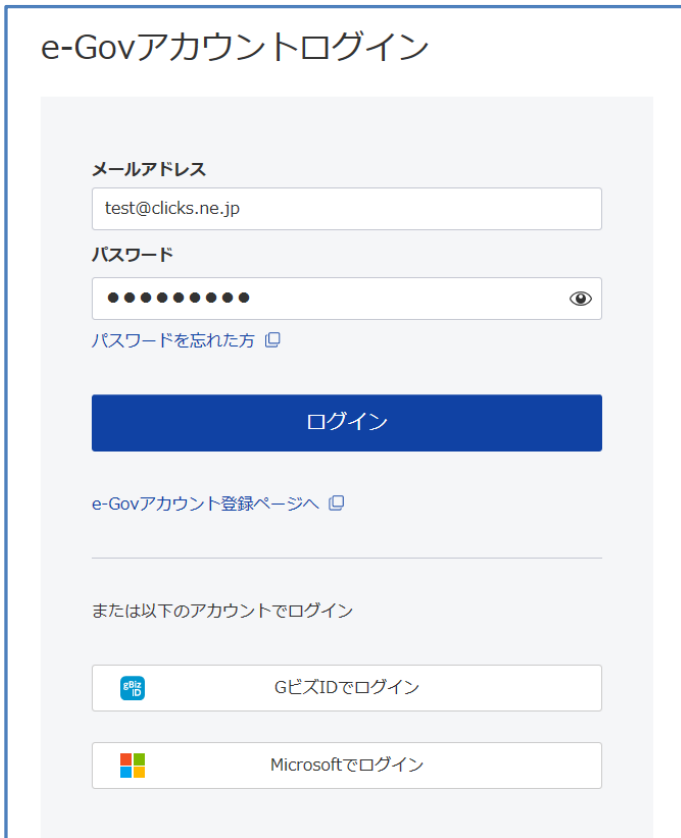 e-Govアカウントログイン
メールアドレス
test@clicks.ne.jp
パスワード
●●●●●●●●●
パスワードを忘れた方
ログイン
e-Govアカウント登録ページへ
または以下のアカウントでログイン
gBiz
ID
GビズIDでログイン
Microsoftでログイン